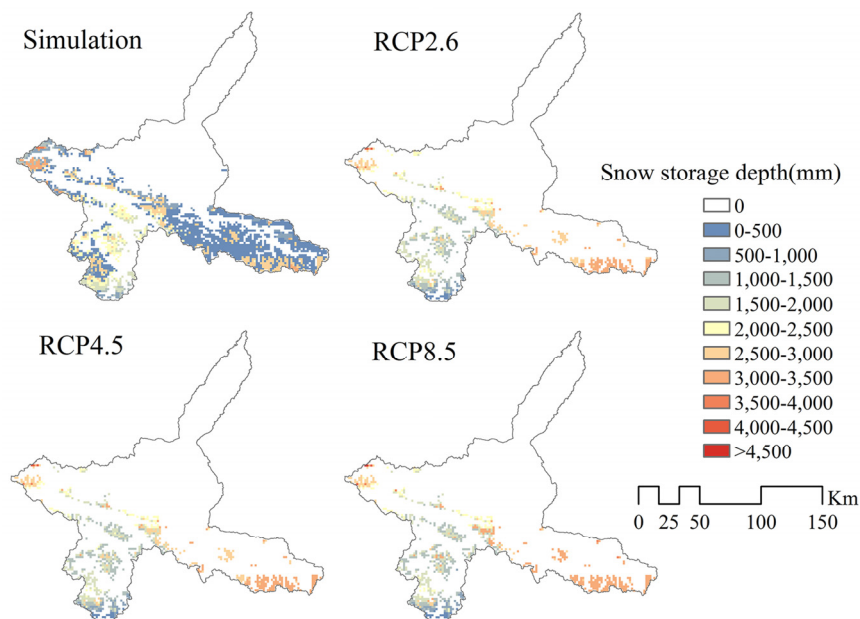 Simulation
RCP2.6
RCP4.5
RCP8.5
Snow storage depth(mm)
0
0-500
500-1,000
1,000-1,500
1,500-2,000
2,000-2,500
2,500-3,000
3,000-3,500
3,500-4,000
4,000-4,500
>4,500
Km
0 25 50 100 150